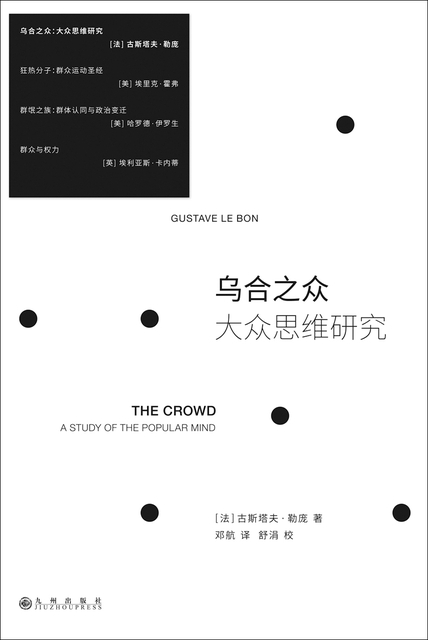 乌合之众：大众思维研究
［法］古斯塔夫·勒庞
狂热分子：群众运动圣经
［美］埃里克·霍弗
群氓之族：群体认同与政治变迁
［美］哈罗德·伊罗生
群众与权力
［英］埃利亚斯·卡内蒂
GUSTAVE LE BON
乌合之众
大众思维研究
THE CROWD
A STUDY OF THE POPULAR MIND
［法］古斯塔夫·勒庞 著
邓航 译 舒涓 校
九州出版社
JIUZHOUPRESS